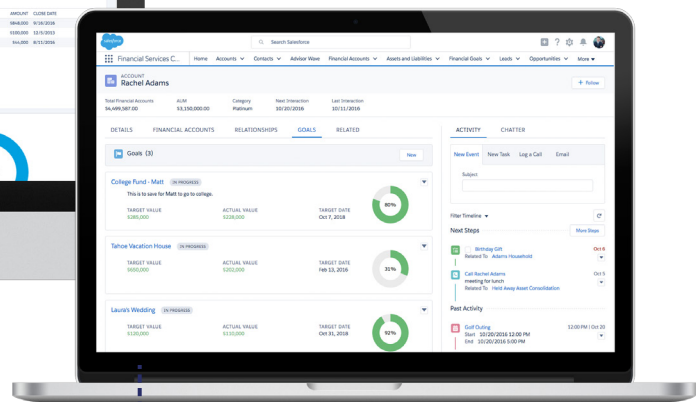 AMOUNT CLOSE DATE
$848,000 9/16/2016
$100,000 12/5/2015
$44,000 8/11/2016
salesforce
Search Salesforce
Financial Services C...
Home
Accounts
Contacts
Advisor Wave
Financial Accounts
Assets and Liabilities
Financial Goals
Leads
Opportunities
More
ACCOUNT
Rachel Adams
+ Follow
Total Financial Accounts AUM Category Next Interaction Last Interaction
$4,499,587.00 $3,150,000.00 Platinum 10/20/2016 10/11/2016
DETAILS FINANCIAL ACCOUNTS RELATIONSHIPS GOALS RELATED
Goals (3)
New
College Fund - Matt IN PROGRESS
This is to save for Matt to go to college.
TARGET VALUE ACTUAL VALUE TARGET DATE
$285,000 $228,000 Oct 7, 2018
80%
Tahoe Vacation House IN PROGRESS
TARGET VALUE ACTUAL VALUE TARGET DATE
$650,000 $202,000 Feb 13, 2016
31%
Laura's Wedding IN PROGRESS
TARGET VALUE ACTUAL VALUE TARGET DATE
$120,000 $110,000 Oct 31, 2018
92%
ACTIVITY CHATTER
New Event New Task Log a Call Email
Subject
Filter Timeline
Next Steps More Steps
Birthday Gift Oct 6
Related To Adams Household
Call Rachel Adams Oct 5
meeting for lunch
Related To Held Away Asset Consolidation
Past Activity
Golf Outing 12:00 PM | Oct 20
Start 10/20/2016 12:00 PM
End 10/20/2016 5:00 PM